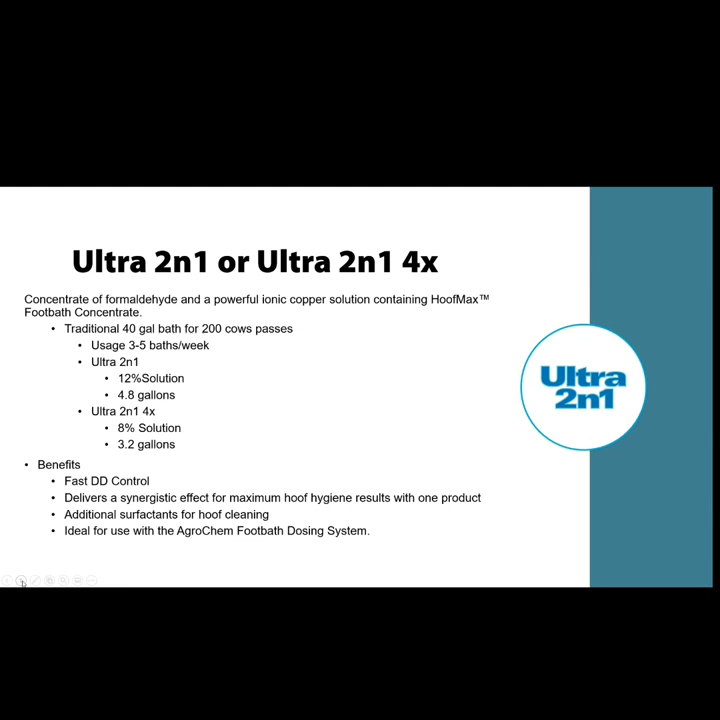 Ultra 2n1 or Ultra 2n1 4x
Concentrate of formaldehyde and a powerful ionic copper solution containing HoofMax™
Footbath Concentrate.
• Traditional 40 gal bath for 200 cows passes
• Usage 3-5 baths/week
• Ultra 2n1
• 12%Solution
• 4.8 gallons
• Ultra 2n1 4x
• 8% Solution
• 3.2 gallons
• Benefits
• Fast DD Control
• Delivers a synergistic effect for maximum hoof hygiene results with one product
• Additional surfactants for hoof cleaning
• Ideal for use with the AgroChem Footbath Dosing System.
Ultra
2n1